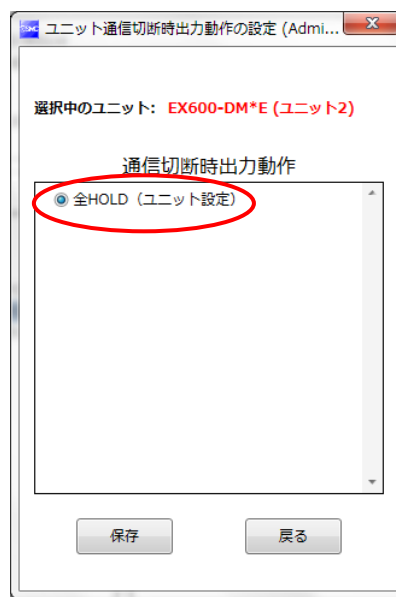 SMC ユニット通信切断時出力動作の設定 (Admi...
選択中のユニット: EX600-DM*E (ユニット2)
通信切断時出力動作
全HOLD (ユニット設定)
保存
戻る